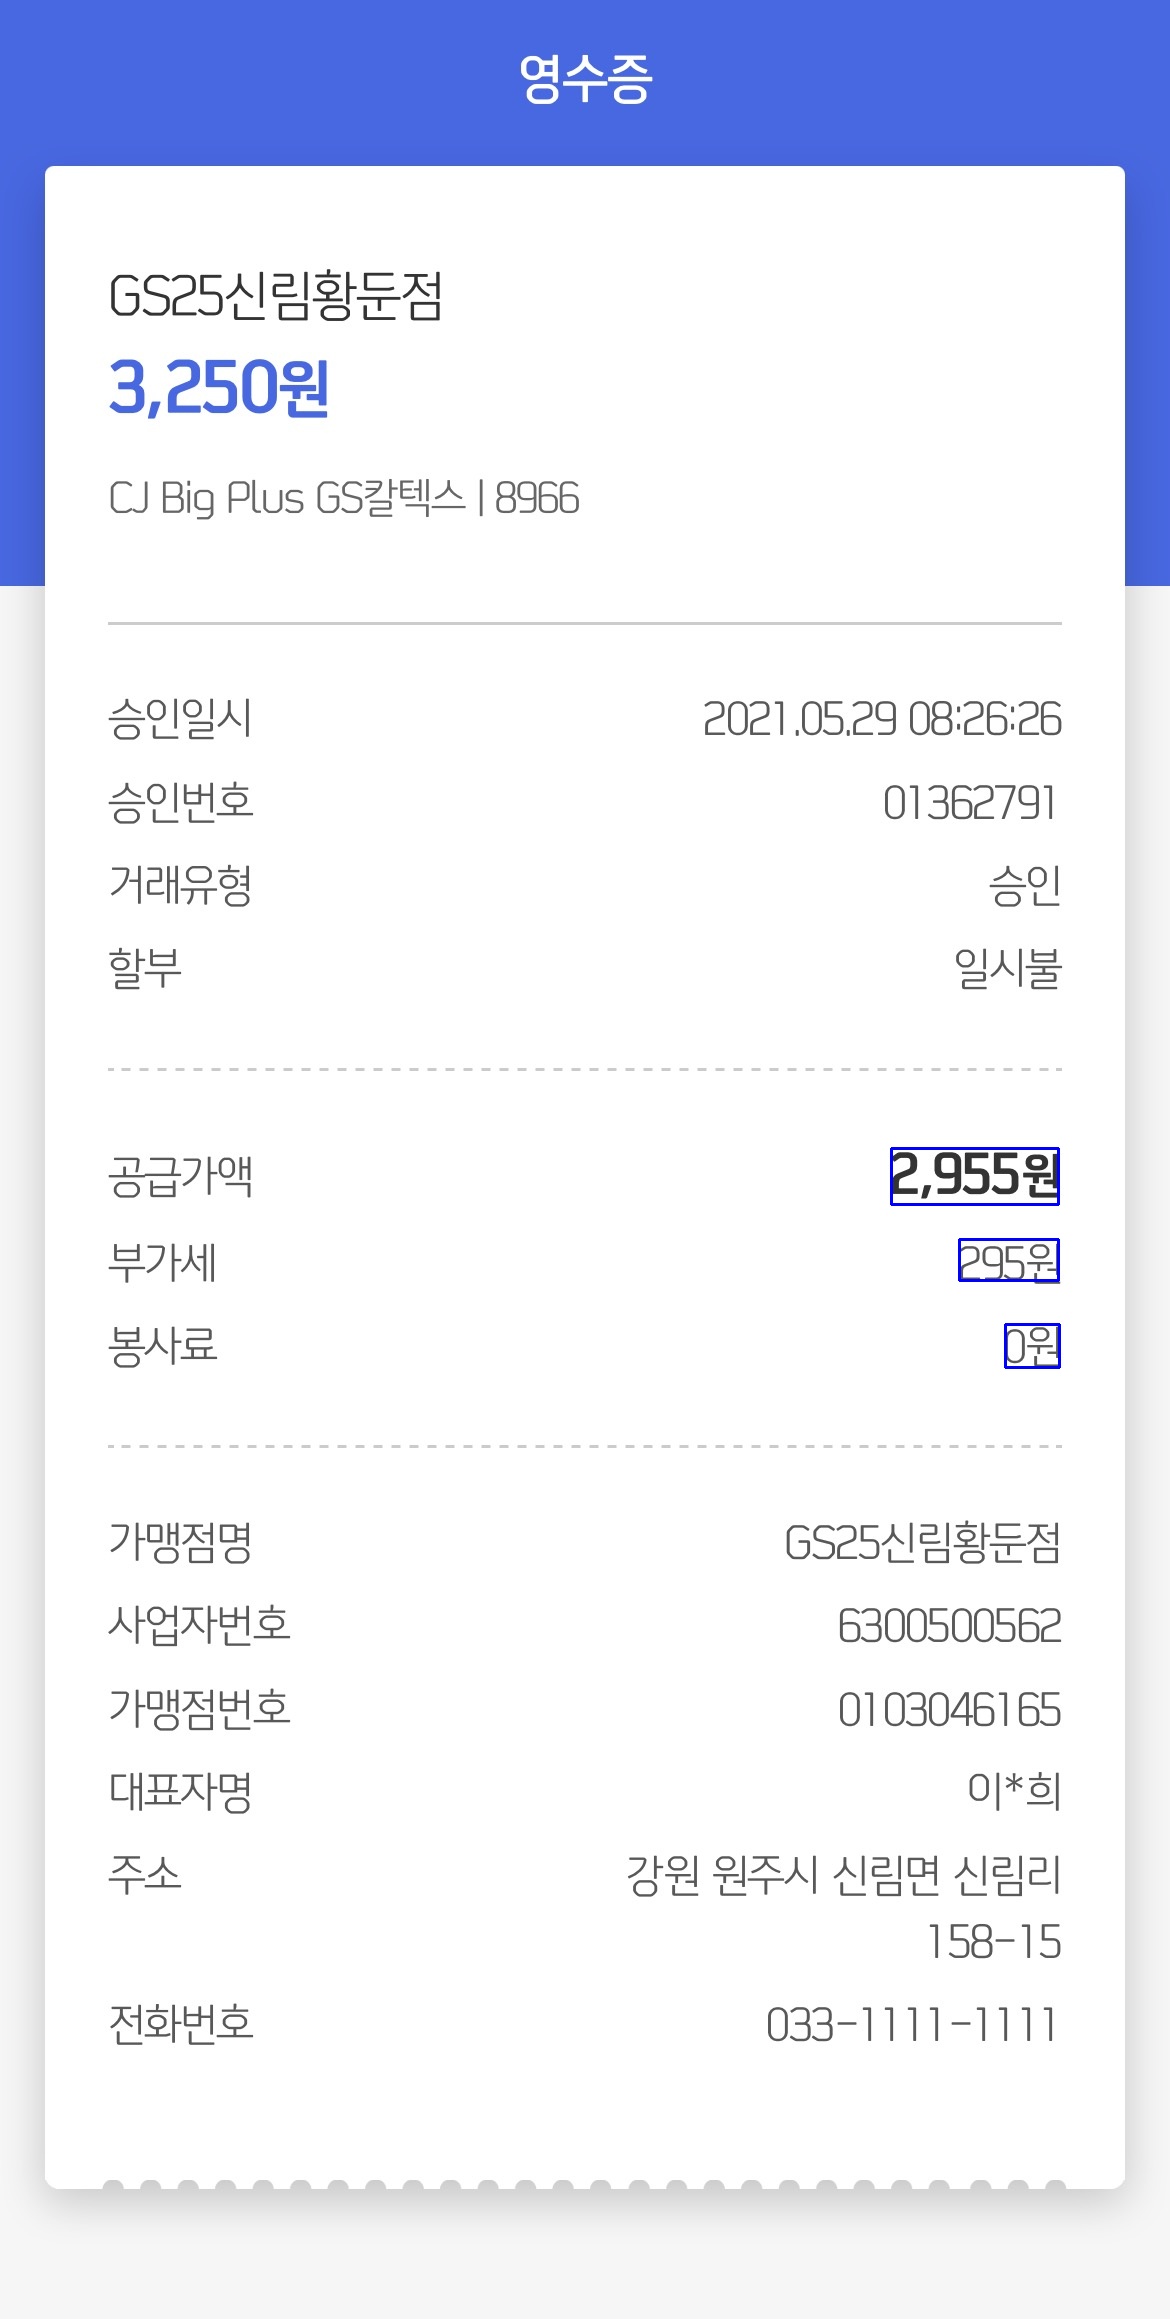 영수증
GS25신림황둔점
3,250원
CJ Big Plus GS칼텍스 | 8966
승인일시 2021.05.29 08:26:26
승인번호 01362791
거래유형 승인
할부 일시불
공급가액 2,955원
부가세 295원
봉사료 0원
가맹점명 GS25신림황둔점
사업자번호 6300500562
가맹점번호 0103046165
대표자명 이*희
주소 강원 원주시 신림면 신림리
158-15
전화번호 033-1111-1111